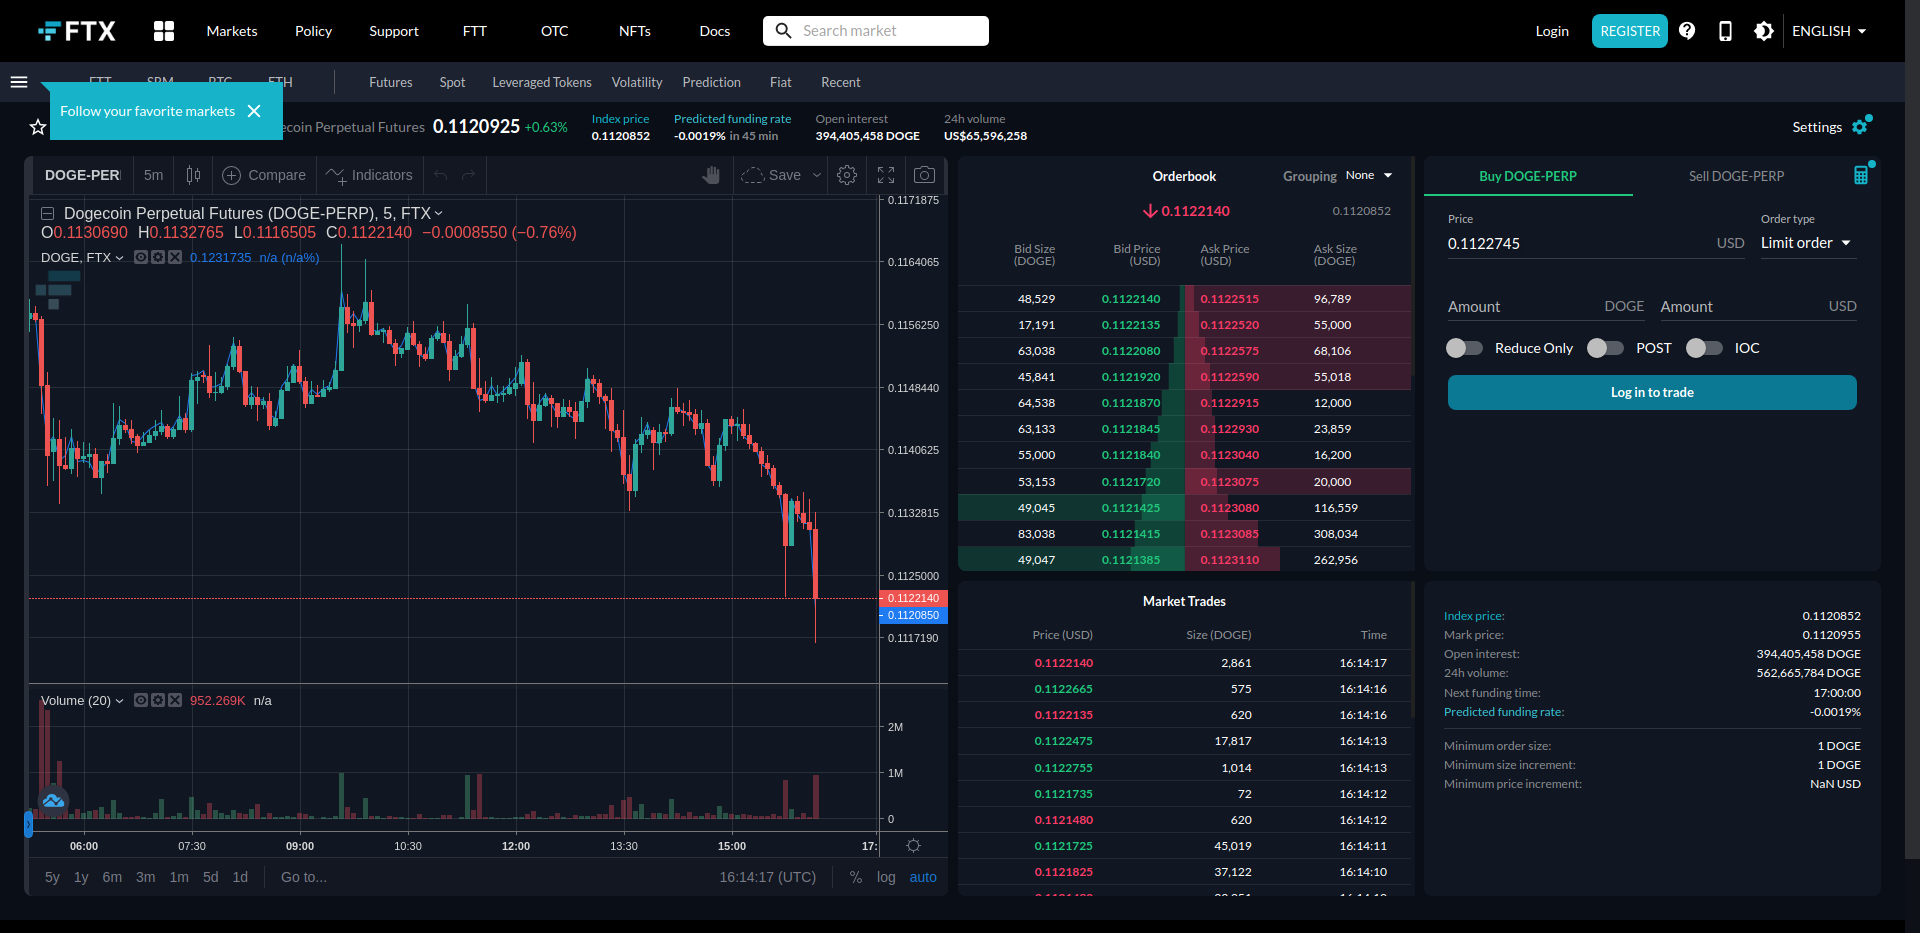 FTX Markets Policy Support FTT OTC NFTs Docs Search market Login REGISTER ENGLISH
FTT SRM BTC ETH Futures Spot Leveraged Tokens Volatility Prediction Fiat Recent
Follow your favorite markets
ecoin Perpetual Futures 0.1120925 +0.63%
Index price
0.1120852
Predicted funding rate
-0.0019% in 45 min
Open interest
394,405,458 DOGE
24h volume
US$65,596,258
Settings
DOGE-PER 5m Compare Indicators Save
Dogecoin Perpetual Futures (DOGE-PERP), 5, FTX
O0.1130690 H0.1132765 L0.1116505 C0.1122140 −0.0008550 (−0.76%)
DOGE, FTX 0.1231735 n/a (n/a%)
0.1171875
0.1164065
0.1156250
0.1148440
0.1140625
0.1132815
0.1125000
0.1122140
0.1120850
0.1117190
Volume (20) 952.269K n/a
2M
1M
0
06:00 07:30 09:00 10:30 12:00 13:30 15:00 17:
5y 1y 6m 3m 1m 5d 1d Go to... 16:14:17 (UTC) % log auto
Orderbook Grouping None
0.1122140 0.1120852
Bid Size (DOGE) Bid Price (USD) Ask Price (USD) Ask Size (DOGE)
48,529 0.1122140 0.1122515 96,789
17,191 0.1122135 0.1122520 55,000
63,038 0.1122080 0.1122575 68,106
45,841 0.1121920 0.1122590 55,018
64,538 0.1121870 0.1122915 12,000
63,133 0.1121845 0.1122930 23,859
55,000 0.1121840 0.1123040 16,200
53,153 0.1121720 0.1123075 20,000
49,045 0.1121425 0.1123080 116,559
83,038 0.1121415 0.1123085 308,034
49,047 0.1121385 0.1123110 262,956
Market Trades
Price (USD) Size (DOGE) Time
0.1122140 2,861 16:14:17
0.1122665 575 16:14:16
0.1122135 620 16:14:16
0.1122475 17,817 16:14:13
0.1122755 1,014 16:14:13
0.1121735 72 16:14:12
0.1121480 620 16:14:12
0.1121725 45,019 16:14:11
0.1121825 37,122 16:14:10
Buy DOGE-PERP Sell DOGE-PERP
Price Order type
0.1122745 USD Limit order
Amount DOGE Amount USD
Reduce Only POST IOC
Log in to trade
Index price: 0.1120852
Mark price: 0.1120955
Open interest: 394,405,458 DOGE
24h volume: 562,665,784 DOGE
Next funding time: 17:00:00
Predicted funding rate: -0.0019%
Minimum order size: 1 DOGE
Minimum size increment: 1 DOGE
Minimum price increment: NaN USD